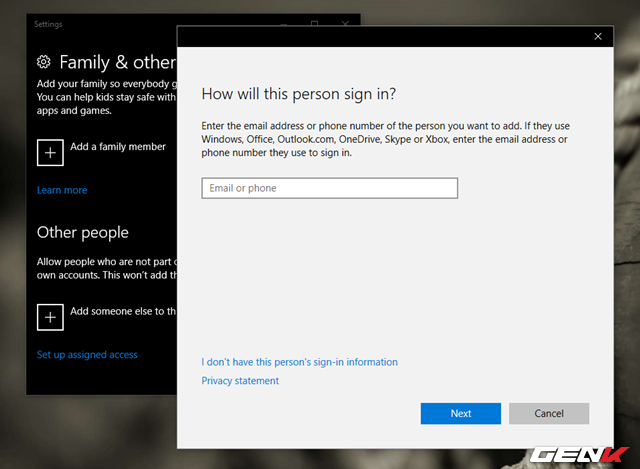 Settings
Family & other
Add your family so everybody g
You can help kids stay safe with
apps and games.
Add a family member
Learn more
Other people
Allow people who are not part o
own accounts. This won't add th
Add someone else to th
Set up assigned access
How will this person sign in?
Enter the email address or phone number of the person you want to add. If they use
Windows, Office, Outlook.com, OneDrive, Skype or Xbox, enter the email address or
phone number they use to sign in.
Email or phone
I don't have this person's sign-in information
Privacy statement
Next
Cancel
GENK